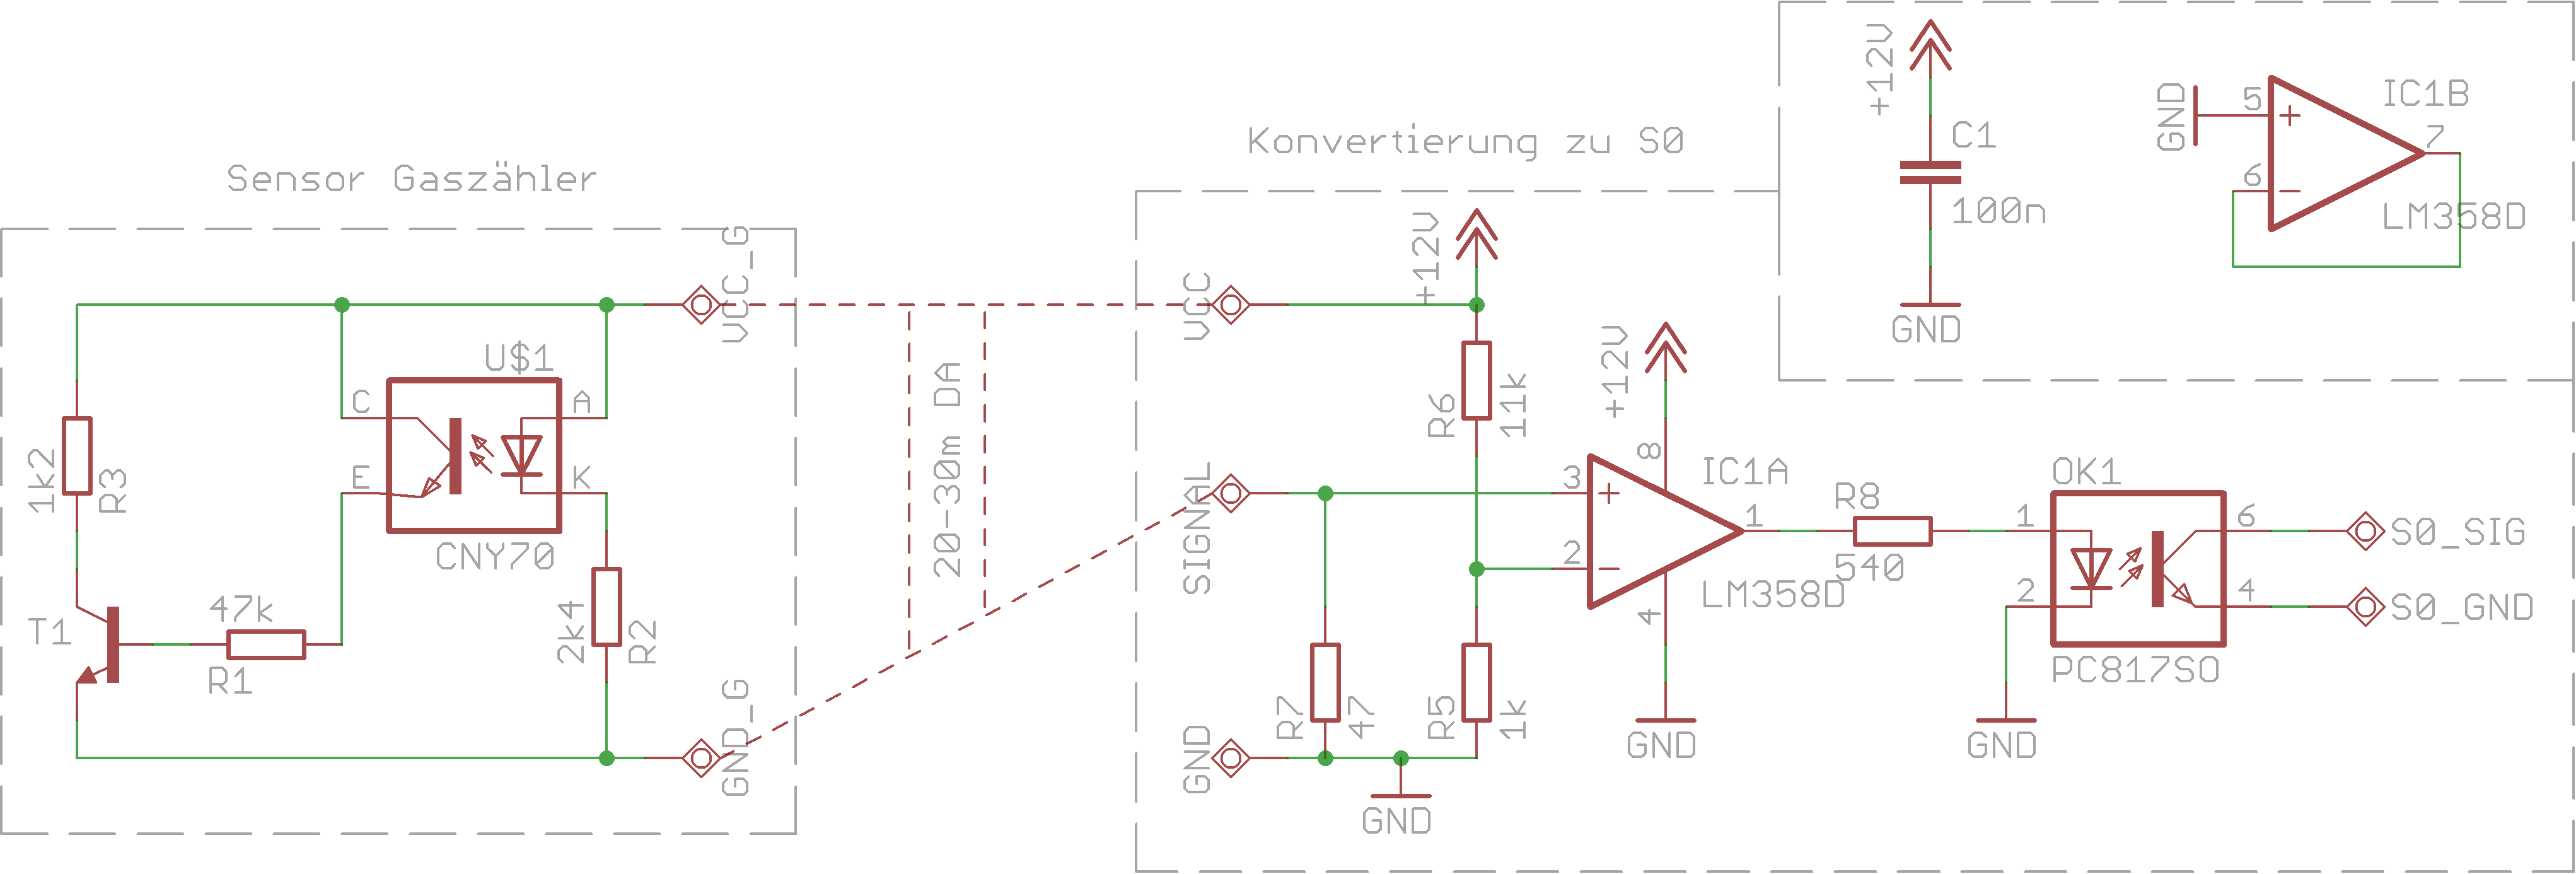 Sensor Gaszähler
VCC_G
U$1
C
A
E
K
CNY70
1k2
R3
T1
47k
R1
2k4
R2
GND_G
20-30m DA
Konvertierung zu S0
VCC
+12V
R6
11k
SIGNAL
R7
47
R5
1k
GND
GND
+12V
8
3
+
2
-
4
1
IC1A
LM358D
GND
R8
540
OK1
1
2
6
4
PC817SO
GND
S0_SIG
S0_GND
+12V
C1
100n
GND
GND
5
+
6
-
7
IC1B
LM358D